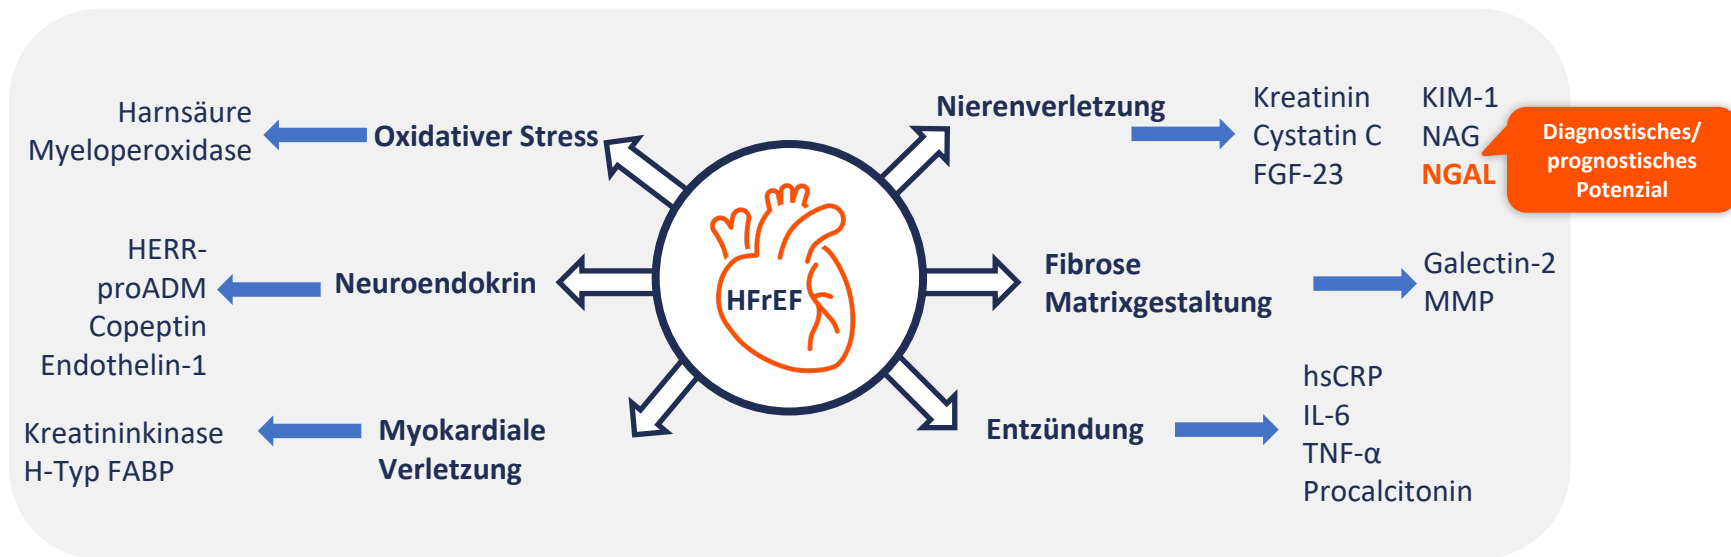 Harnsäure
Myeloperoxidase
Oxidativer Stress
HERR-
proADM
Copeptin
Endothelin-1
Neuroendokrin
Kreatininkinase
H-Typ FABP
Myokardiale
Verletzung
HFrEF
Nierenverletzung
Kreatinin
Cystatin C
FGF-23
KIM-1
NAG
NGAL
Diagnostisches/
prognostisches
Potenzial
Fibrose
Matrixgestaltung
Galectin-2
MMP
Entzündung
hsCRP
IL-6
TNF-α
Procalcitonin